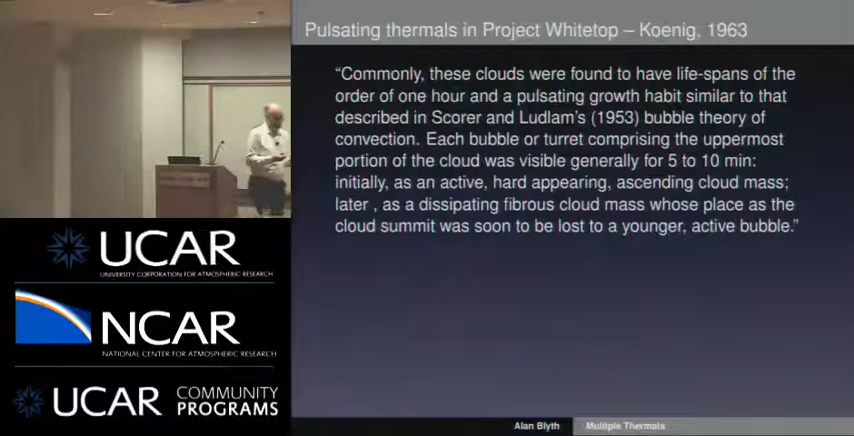 Pulsating thermals in Project Whitetop – Koenig, 1963
“Commonly, these clouds were found to have life-spans of the
order of one hour and a pulsating growth habit similar to that
described in Scorer and Ludlam’s (1953) bubble theory of
convection. Each bubble or turret comprising the uppermost
portion of the cloud was visible generally for 5 to 10 min:
initially, as an active, hard appearing, ascending cloud mass;
later , as a dissipating fibrous cloud mass whose place as the
cloud summit was soon to be lost to a younger, active bubble.”
UCAR
UNIVERSITY CORPORATION FOR ATMOSPHERIC RESEARCH
NCAR
NATIONAL CENTER FOR ATMOSPHERIC RESEARCH
UCAR COMMUNITY
PROGRAMS
Alan Blyth
Multiple Thermals